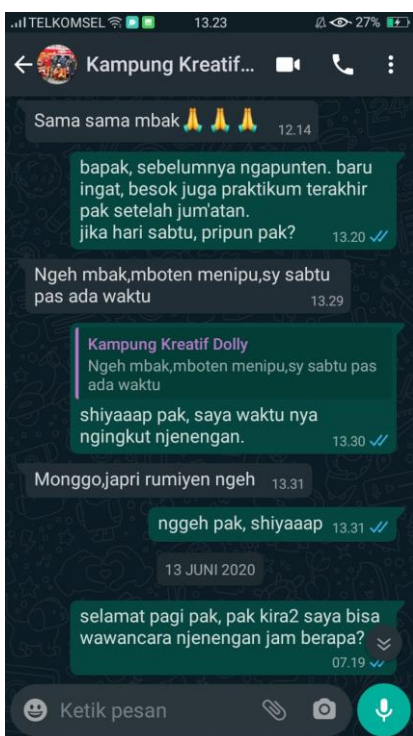 TELKOMSEL 13.23 27%
Kampung Kreatif...
Sama sama mbak🙏🙏🙏 12.14
bapak, sebelumnya ngapunten. baru
ingat, besok juga praktikum terakhir
pak setelah jum'atan.
jika hari sabtu, pripun pak? 13.20
Ngeh mbak,mboten menipu,sy sabtu
pas ada waktu 13.29
Kampung Kreatif Dolly
Ngeh mbak,mboten menipu,sy sabtu pas
ada waktu
shiyaaap pak, saya waktu nya
ngingkut njenengan. 13.30
Monggo,japri rumiyen ngeh 13.31
nggeh pak, shiyaaap 13.31
13 JUNI 2020
selamat pagi pak, pak kira2 saya bisa
wawancara njenengan jam berapa?
07.19
Ketik pesan